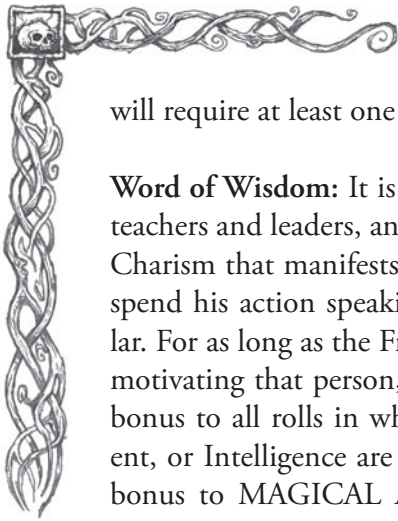 will require at least one
Word of Wisdom: It is
teachers and leaders, an
Charism that manifests
spend his action speaki
lar. For as long as the Fr
motivating that person,
bonus to all rolls in wh
ent, or Intelligence are
bonus to MAGICAL A